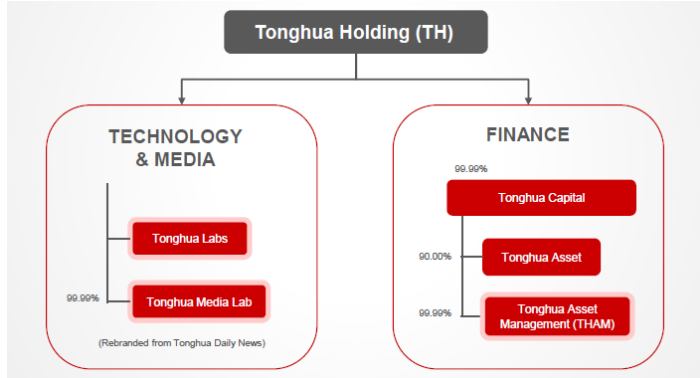 Tonghua Holding (TH)
TECHNOLOGY
& MEDIA
Tonghua Labs
99.99%
Tonghua Media Lab
(Rebranded from Tonghua Daily News)
FINANCE
99.99%
Tonghua Capital
90.00%
Tonghua Asset
99.99%
Tonghua Asset
Management (THAM)